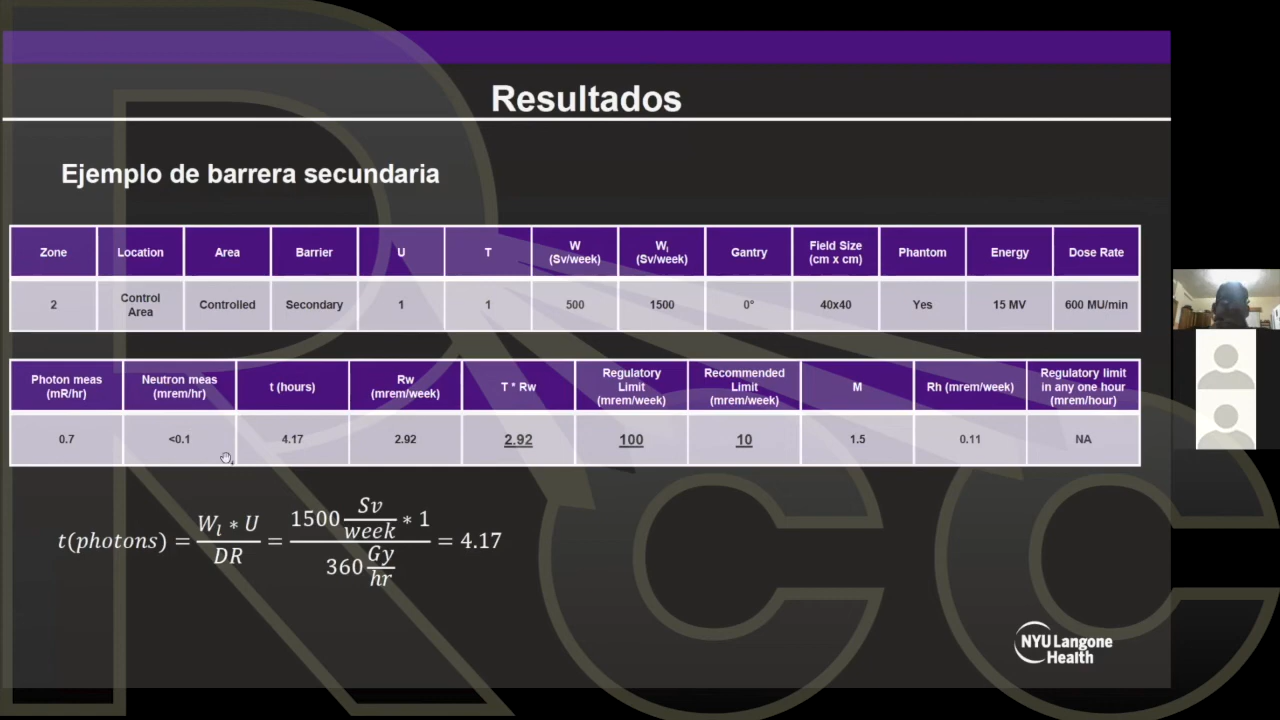 Resultados
Ejemplo de barrera secundaria
Zone Location Area Barrier U T W (Sv/week) Wₗ (Sv/week) Gantry Field Size (cm x cm) Phantom Energy Dose Rate
2 Control Area Controlled Secondary 1 1 500 1500 0° 40x40 Yes 15 MV 600 MU/min
Photon meas (mR/hr) Neutron meas (mrem/hr) t (hours) Rw (mrem/week) T * Rw Regulatory Limit (mrem/week) Recommended Limit (mrem/week) M Rh (mrem/week) Regulatory limit in any one hour (mrem/hour)
0.7 <0.1 4.17 2.92 2.92 100 10 1.5 0.11 NA
t(photons) = Wₗ * U / DR = 1500 Sv/week * 1 / 360 Gy/hr = 4.17
NYU Langone
Health
RCC